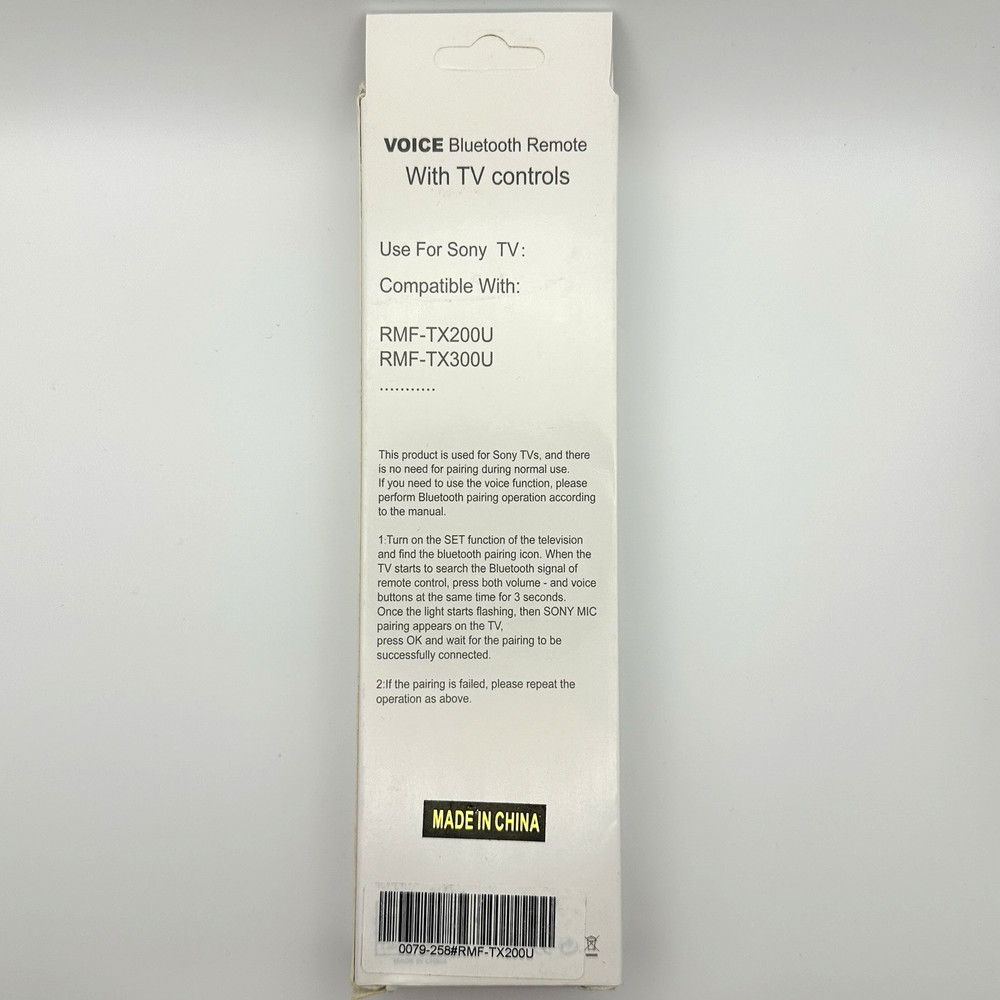 VOICE Bluetooth Remote
With TV controls
Use For Sony TV:
Compatible With:
RMF-TX200U
RMF-TX300U
...........
This product is used for Sony TVs, and there
is no need for pairing during normal use.
If you need to use the voice function, please
perform Bluetooth pairing operation according
to the manual.
1:Turn on the SET function of the television
and find the bluetooth pairing icon. When the
TV starts to search the Bluetooth signal of
remote control, press both volume - and voice
buttons at the same time for 3 seconds.
Once the light starts flashing, then SONY MIC
pairing appears on the TV,
press OK and wait for the pairing to be
successfully connected.
2:If the pairing is failed, please repeat the
operation as above.
MADE IN CHINA
0079-258#RMF-TX200U
MADE IN CHINA